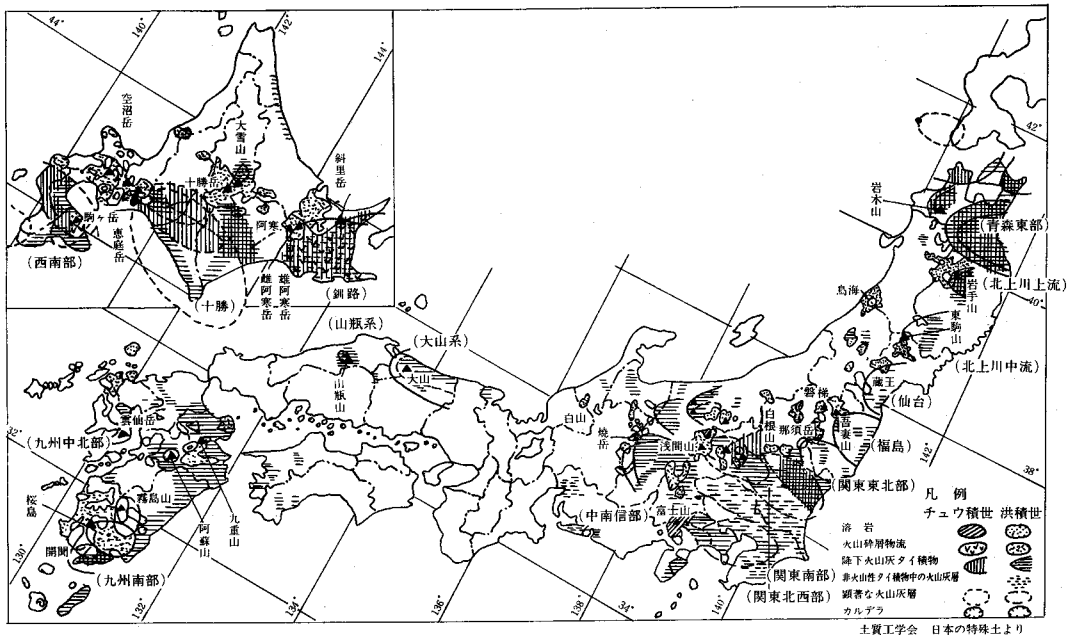 44°
140°
142°
144°
空沼岳
大雪山
斜里岳
十勝岳
阿寒
駒ヶ岳
恵庭岳
(西南部)
(十勝)
雌阿寒岳
雄阿寒岳
(釧路)
42°
岩木山
(青森東部)
(北上川上流)
岩手山
40°
鳥海
東駒山
(北上川中流)
蔵王
(仙台)
磐梯
吾妻山
(福島)
142°
38°
白根山
那須岳
(関東東北部)
(山瓶系)
(大山系)
山瓶山
大山
白山
焼岳
浅間山
富士山
(中南信部)
(関東南部)
(関東北西部)
雲仙岳
(九州中北部)
32°
桜島
霧島山
九重山
阿蘇山
開聞
(九州南部)
130°
132°
134°
136°
138°
34°
140°
凡例
チュウ積世 洪積世
溶岩
火山砕屑物流
降下火山灰タイ積物
非火山性タイ積物中の火山灰層
顕著な火山灰層
カルデラ
土質工学会 日本の特殊土より